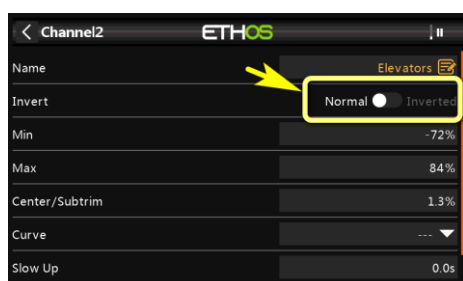 Channel2 ETHOS
Name Elevators
Invert Normal Inverted
Min -72%
Max 84%
Center/Subtrim 1.3%
Curve ---
Slow Up 0.0s